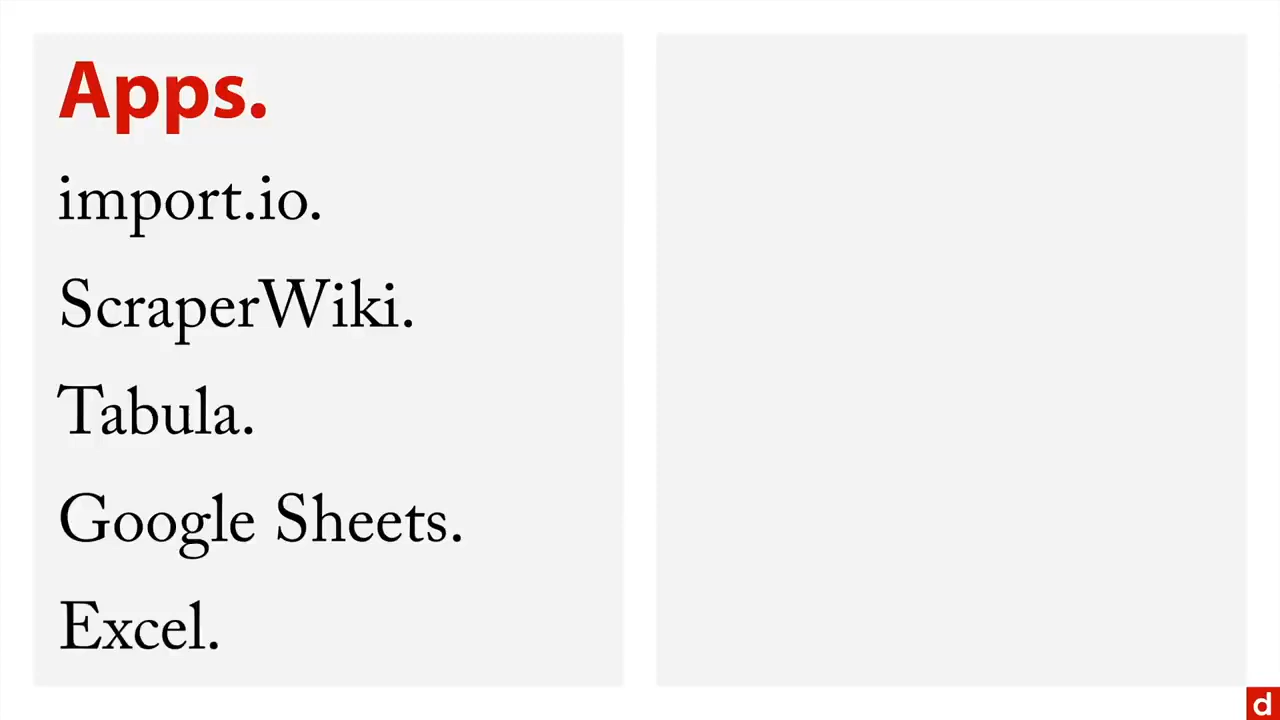 Apps.
import.io.
ScraperWiki.
Tabula.
Google Sheets.
Excel.
d